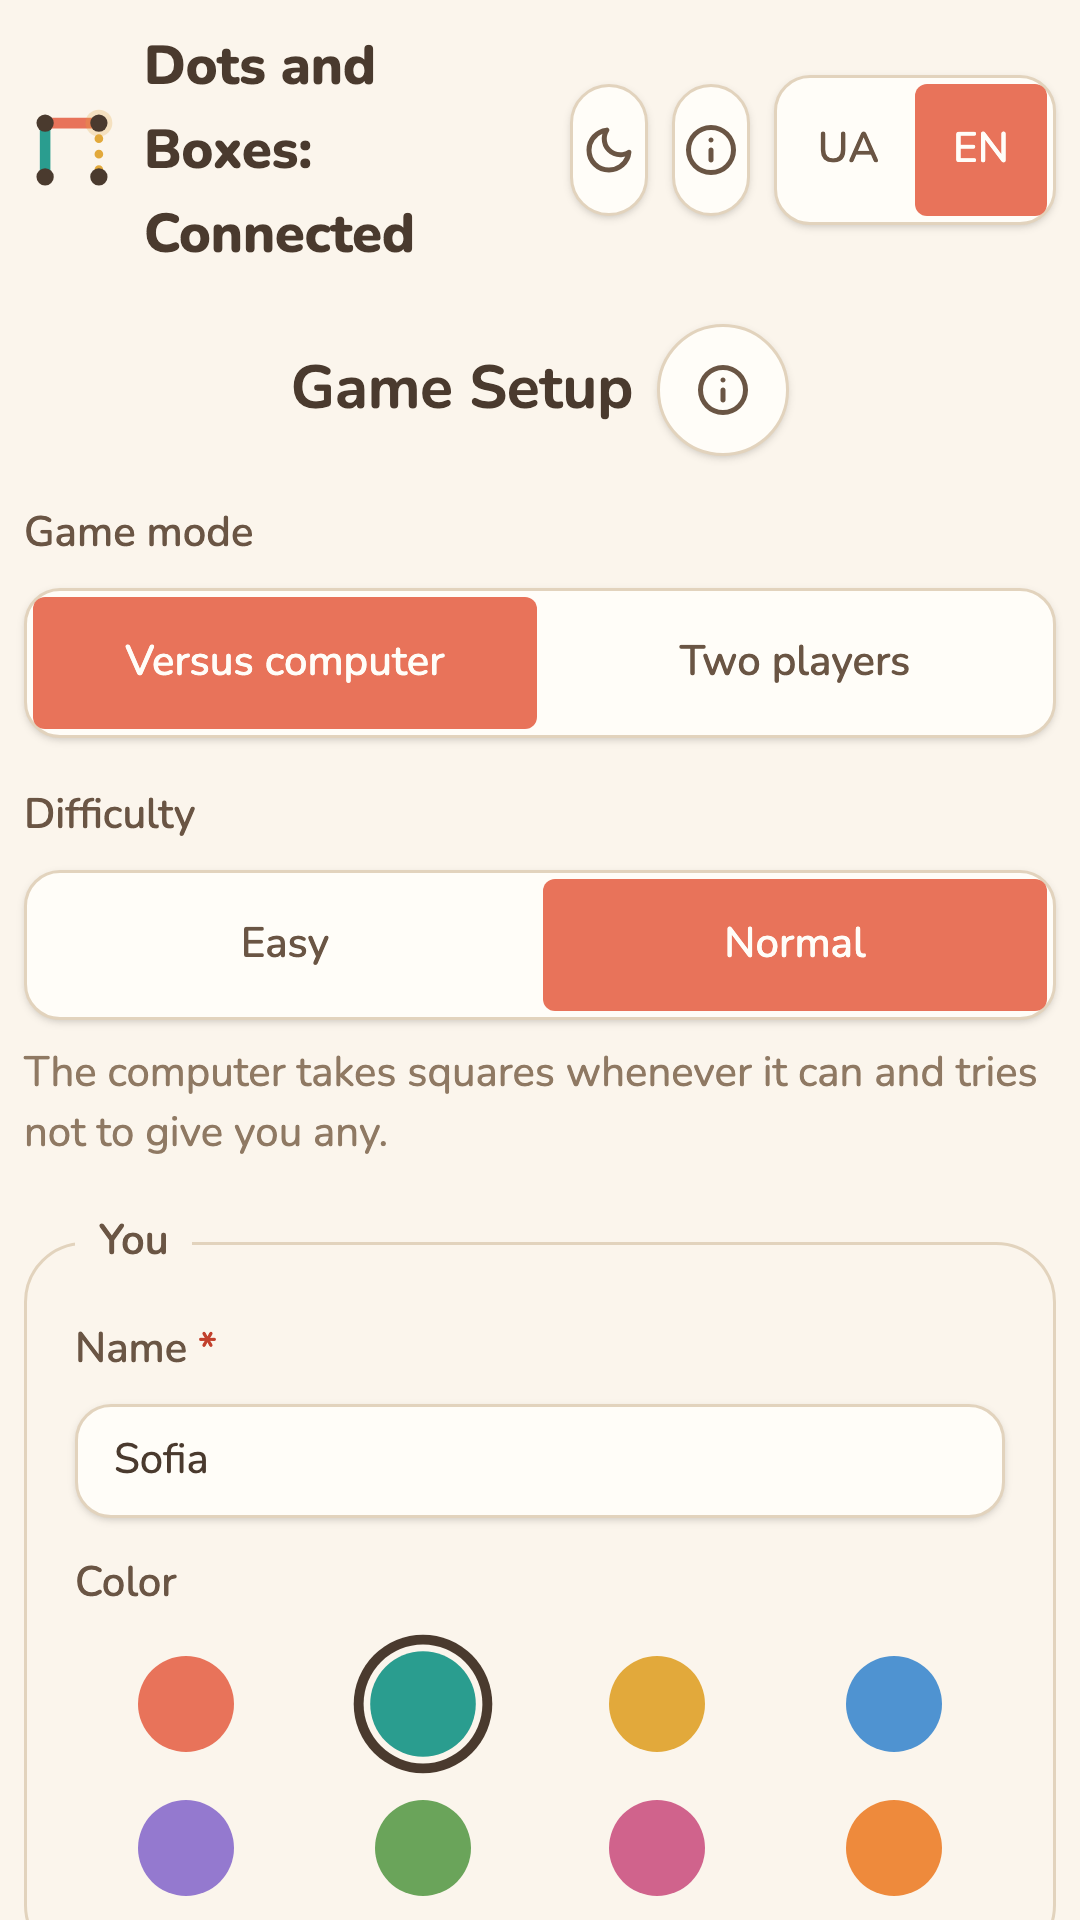 Dots and
Boxes:
Connected
UA
EN
Game Setup
Game mode
Versus computer
Two players
Difficulty
Easy
Normal
The computer takes squares whenever it can and tries
not to give you any.
You
Name *
Sofia
Color